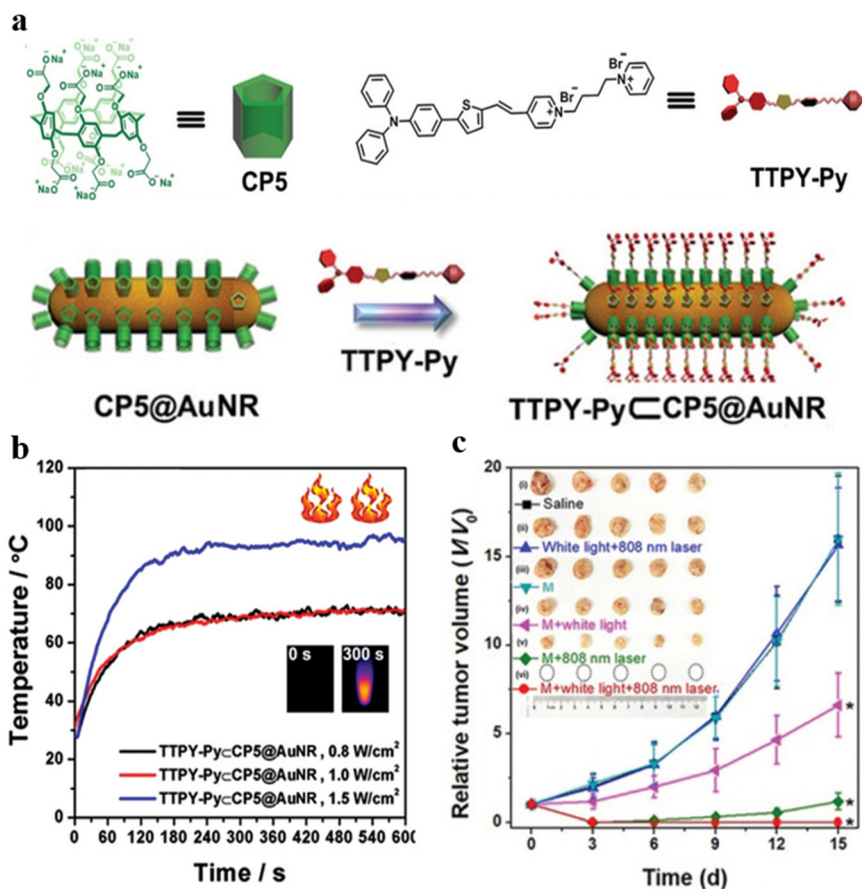 a
CP5
TTPY-Py
CP5@AuNR
TTPY-Py
TTPY-Py⊂CP5@AuNR
b
Temperature / °C
120
100
80
60
40
20
0
0 s
300 s
TTPY-Py⊂CP5@AuNR , 0.8 W/cm²
TTPY-Py⊂CP5@AuNR , 1.0 W/cm²
TTPY-Py⊂CP5@AuNR , 1.5 W/cm²
0 60 120 180 240 300 360 420 480 540 600
Time / s
c
Relative tumor volume (V/V₀)
20
15
10
5
0
(i)
Saline
(ii)
White light+808 nm laser
(iii)
M
(iv)
M+white light
(v)
M+808 nm laser
(vi)
M+white light+808 nm laser
*
*
*
0 3 6 9 12 15
Time (d)